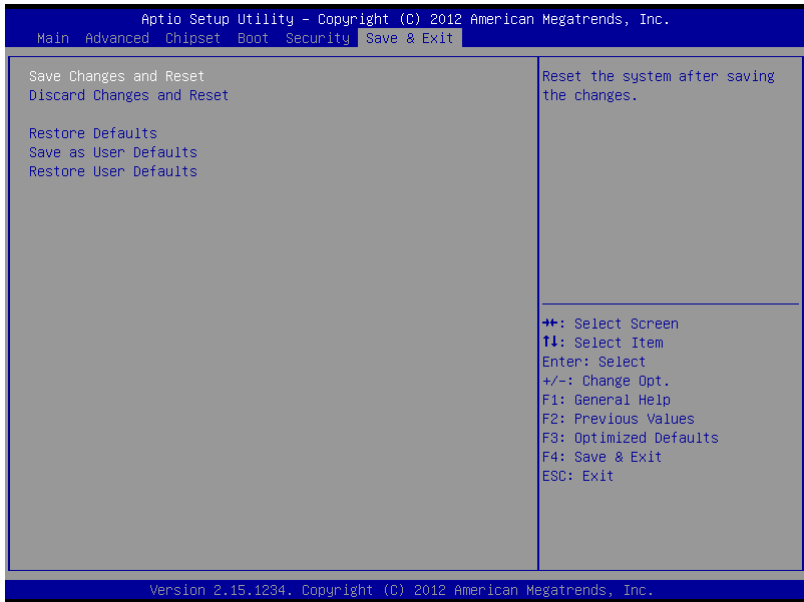 Aptio Setup Utility – Copyright (C) 2012 American Megatrends, Inc.
Main Advanced Chipset Boot Security Save & Exit
Save Changes and Reset
Discard Changes and Reset
Restore Defaults
Save as User Defaults
Restore User Defaults
Reset the system after saving
the changes.
→←: Select Screen
↑↓: Select Item
Enter: Select
+/-: Change Opt.
F1: General Help
F2: Previous Values
F3: Optimized Defaults
F4: Save & Exit
ESC: Exit
Version 2.15.1234. Copyright (C) 2012 American Megatrends, Inc.